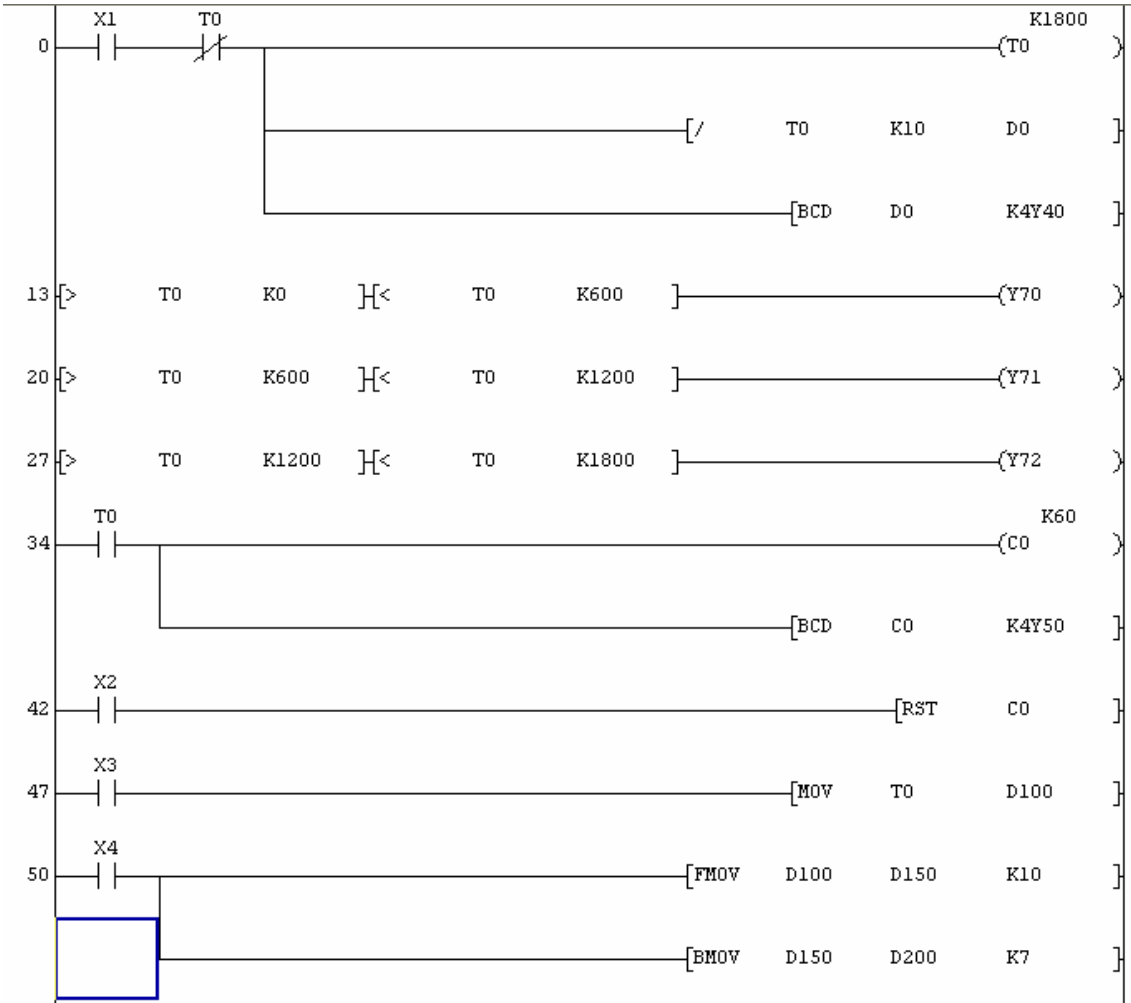 X1 T0 K1800
0 (T0 )
[/ T0 K10 D0 ]
[BCD D0 K4Y40 ]
13 [> T0 K0 ] [< T0 K600 ] (Y70 )
20 [> T0 K600 ] [< T0 K1200 ] (Y71 )
27 [> T0 K1200 ] [< T0 K1800 ] (Y72 )
T0 K60
34 (C0 )
[BCD C0 K4Y50 ]
X2
42 [RST C0 ]
X3
47 [MOV T0 D100 ]
X4
50 [FMOV D100 D150 K10 ]
[BMOV D150 D200 K7 ]